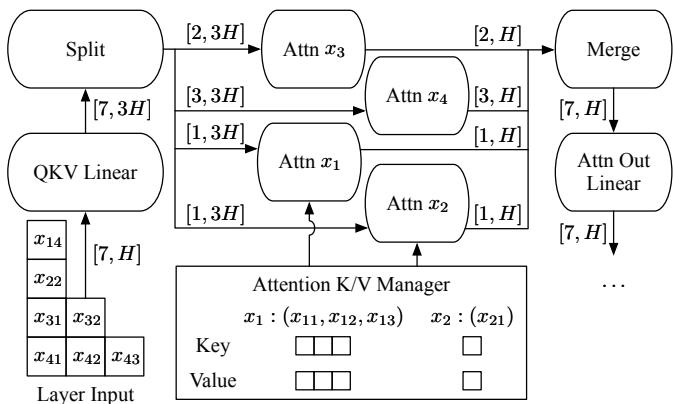 Split
[2, 3H]
Attn x₃
[2, H]
Merge
[7, 3H]
[3, 3H]
Attn x₄
[3, H]
[7, H]
QKV Linear
[1, 3H]
Attn x₁
[1, H]
Attn Out
Linear
[1, 3H]
Attn x₂
[1, H]
[7, H]
x₁₄
[7, H]
x₂₂
x₃₁ x₃₂
x₄₁ x₄₂ x₄₃
Layer Input
Attention K/V Manager
x₁ : (x₁₁, x₁₂, x₁₃) x₂ : (x₂₁)
Key
Value
...